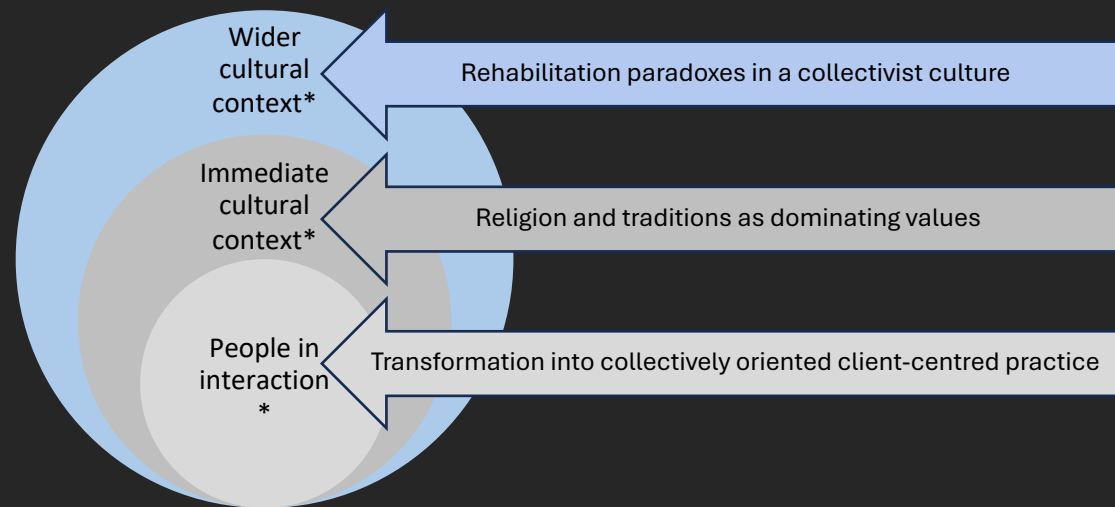 Wider
cultural
context*
Rehabilitation paradoxes in a collectivist culture
Immediate
cultural
context*
Religion and traditions as dominating values
People in
interaction
*
Transformation into collectively oriented client-centred practice